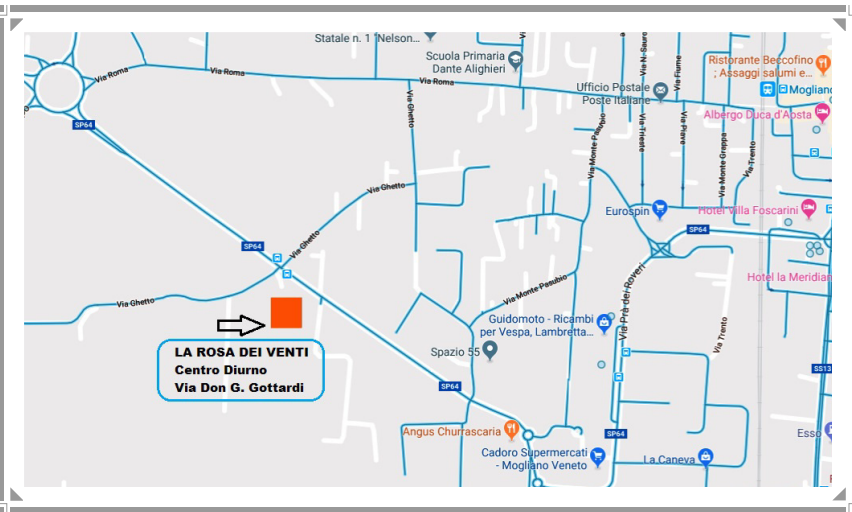 Statale n. 1 "Nelson...
Scuola Primaria
Dante Alighieri
Via N. Sauro
Via Fiume
Ristorante Beccofino
; Assaggi salumi e...
Via Roma
Via Roma
Via Roma
Ufficio Postale
Poste Italiane
Mogliano
Via Ghetto
Albergo Duca d'Aosta
SP64
Via Monte Pasubio
Via Trieste
Via Piave
Via Monte Grappa
Via Trento
Via Ghetto
Eurospin
Hotel Villa Foscarini
SP64
SP64
Via Ghetto
Via Prà dei Roveri
Hotel la Meridian
Via Monte Pasubio
Via Ghetto
Guidomoto - Ricambi
per Vespa, Lambretta...
Via Trento
LA ROSA DEI VENTI
Centro Diurno
Via Don G. Gottardi
Spazio 55
SS13
SP64
Angus Churrascaria
SP64
Esso
Cadoro Supermercati
- Mogliano Veneto
La Caneva